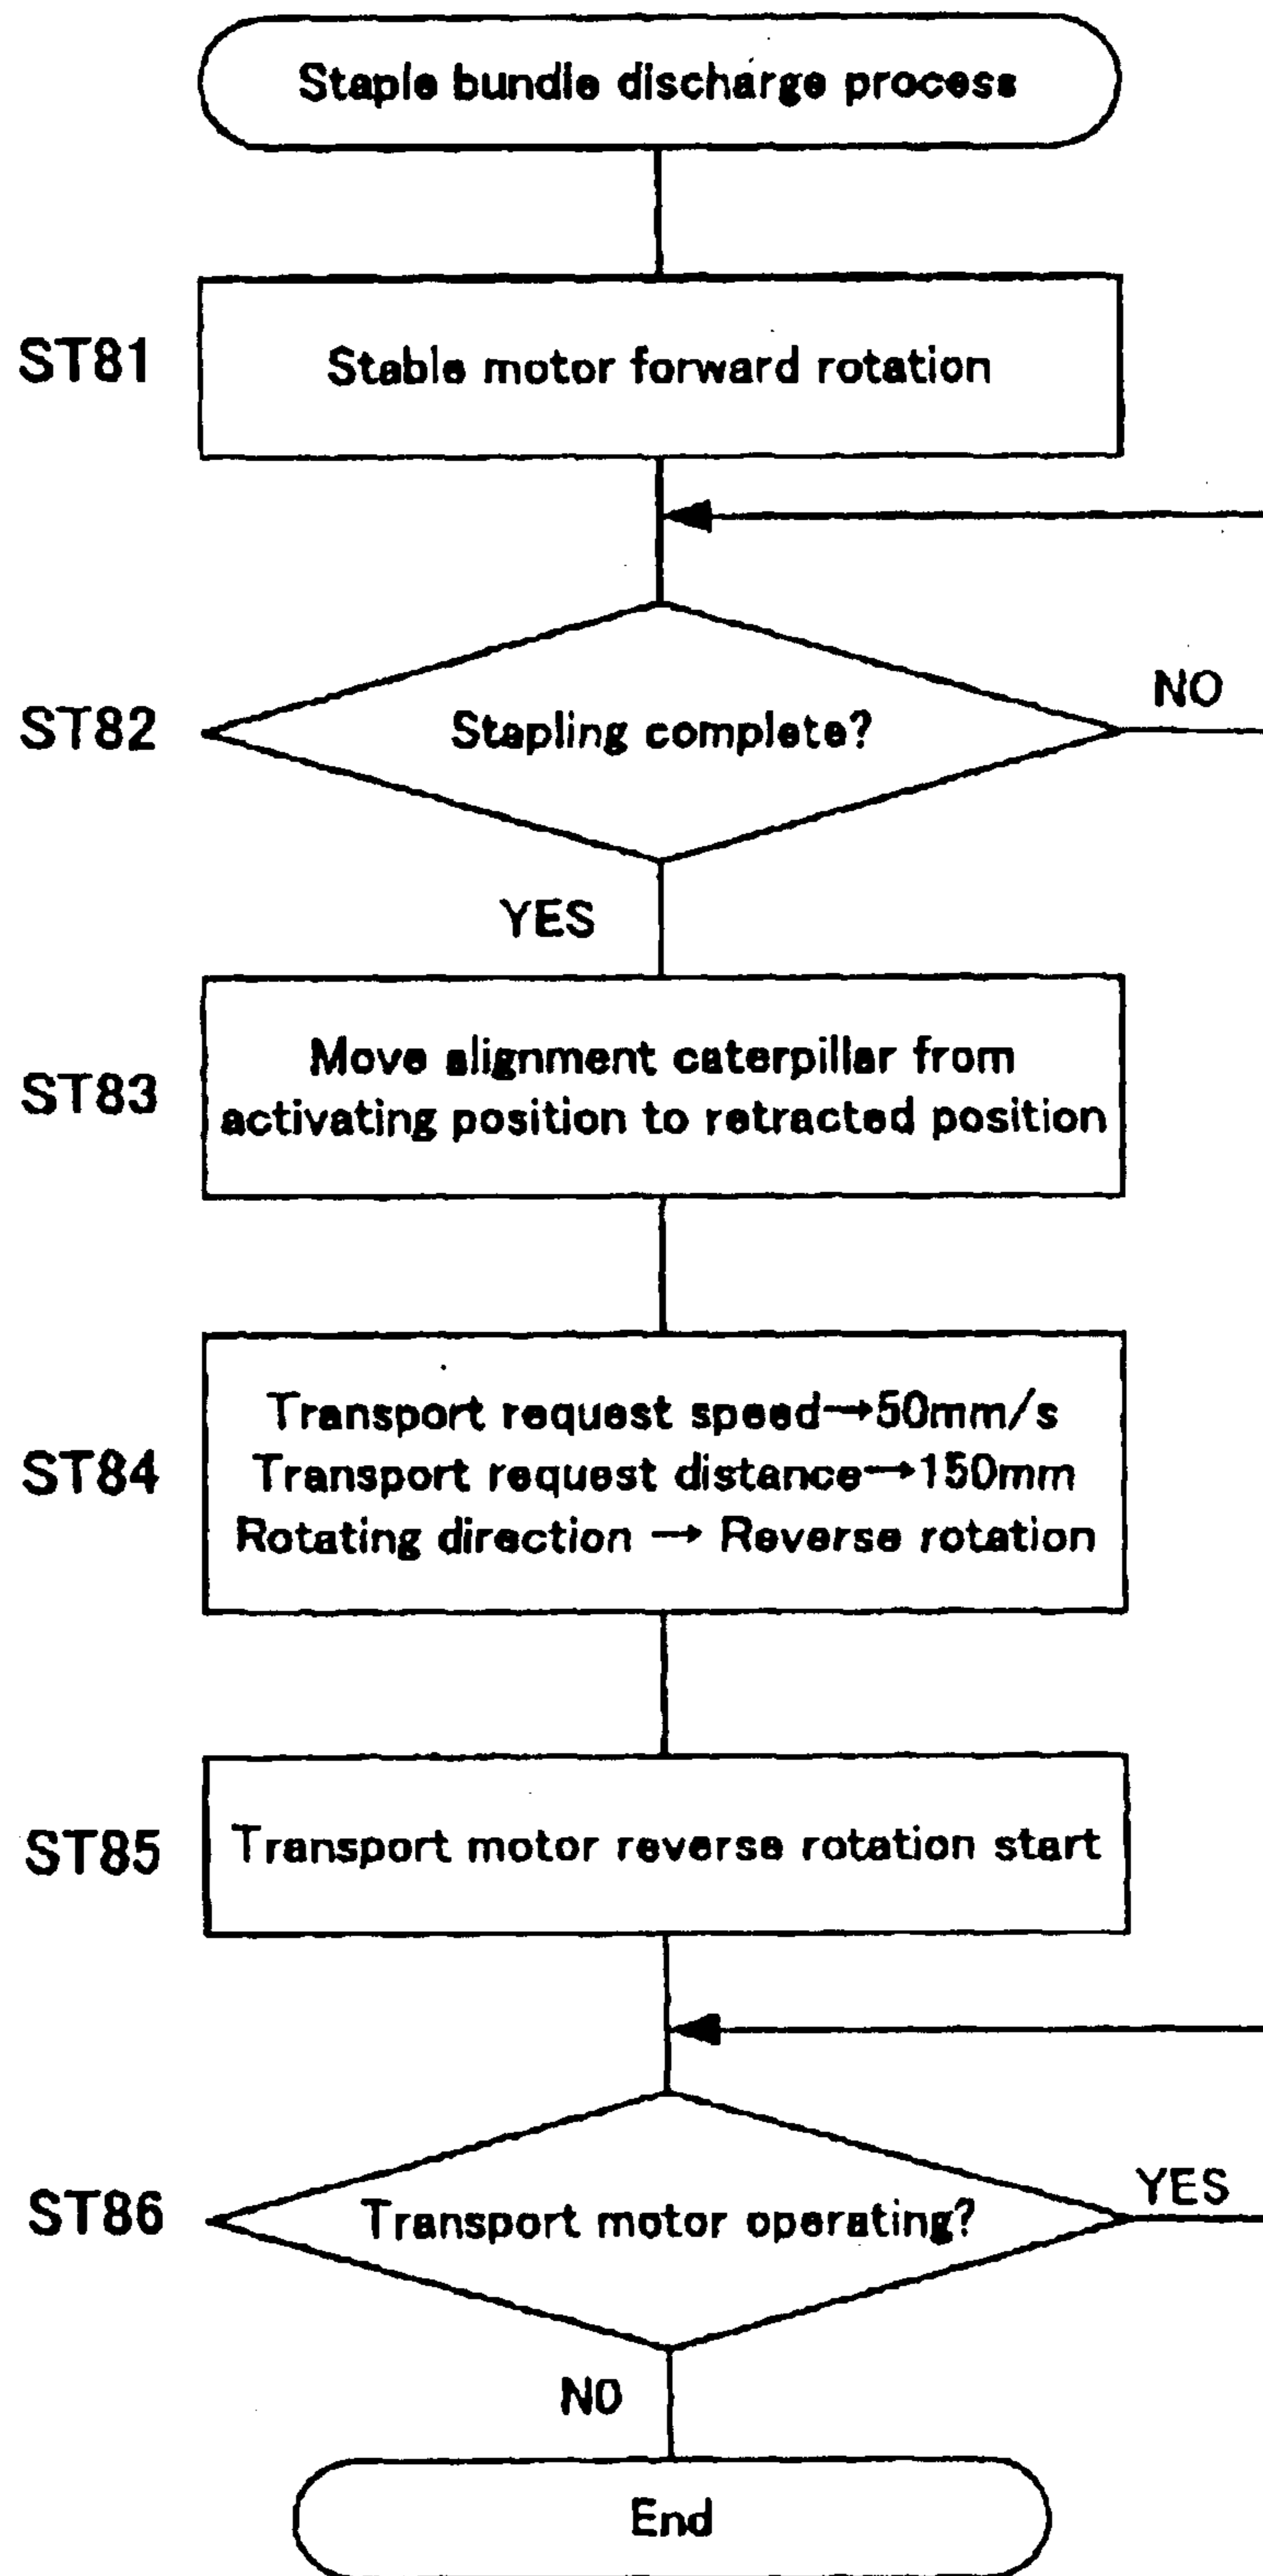 Staple bundle discharge process
ST81
Stable motor forward rotation
ST82
Stapling complete?
NO
YES
ST83
Move alignment caterpillar from
activating position to retracted position
ST84
Transport request speed→50mm/s
Transport request distance→150mm
Rotating direction → Reverse rotation
ST85
Transport motor reverse rotation start
ST86
Transport motor operating?
YES
NO
End